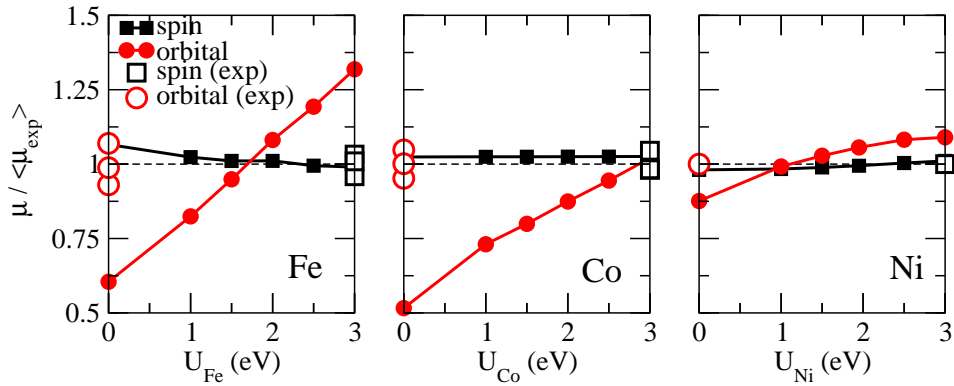 1.5
1.25
1
0.75
0.5
μ / <μexp>
spin
orbital
spin (exp)
orbital (exp)
Fe
Co
Ni
0 1 2 3
0 1 2 3
0 1 2 3
UFe (eV)
UCo (eV)
UNi (eV)